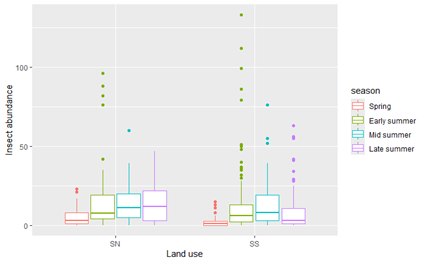 100
50
0
Insect abundance
SN
SS
Land use
season
Spring
Early summer
Mid summer
Late summer